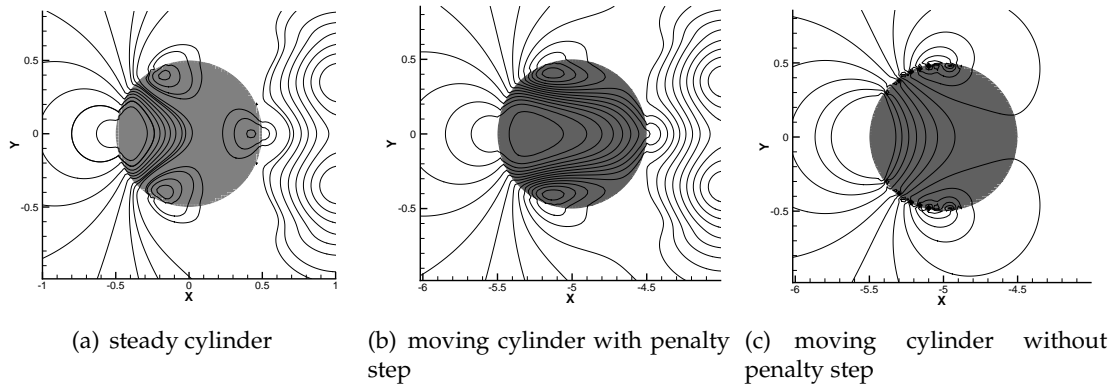 Y
0.5
0
-0.5
-1
-0.5
0
0.5
1
X
(a) steady cylinder
Y
0.5
0
-0.5
-6
-5.5
-5
-4.5
X
(b) moving cylinder with penalty
step
Y
0.5
0
-0.5
-6
-5.5
-5
-4.5
X
(c) moving cylinder without
penalty step